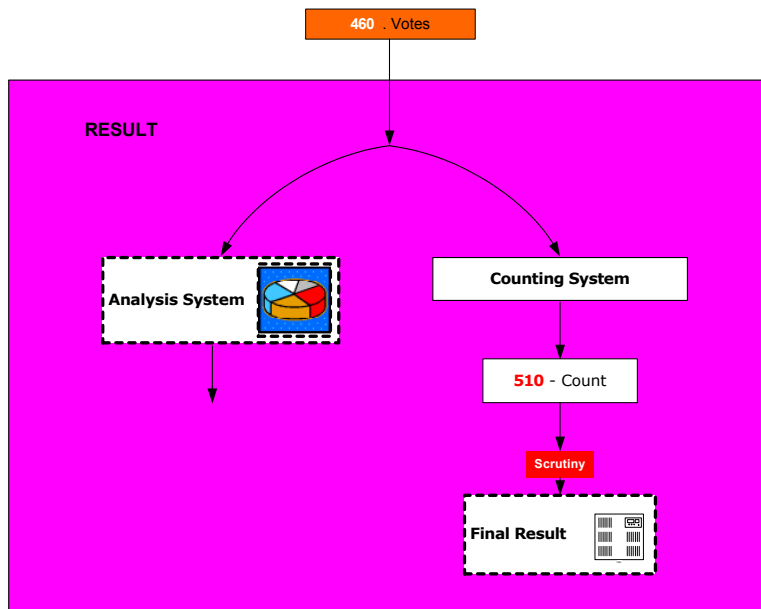 460 . Votes
RESULT
Analysis System
Counting System
510 - Count
Scrutiny
Final Result